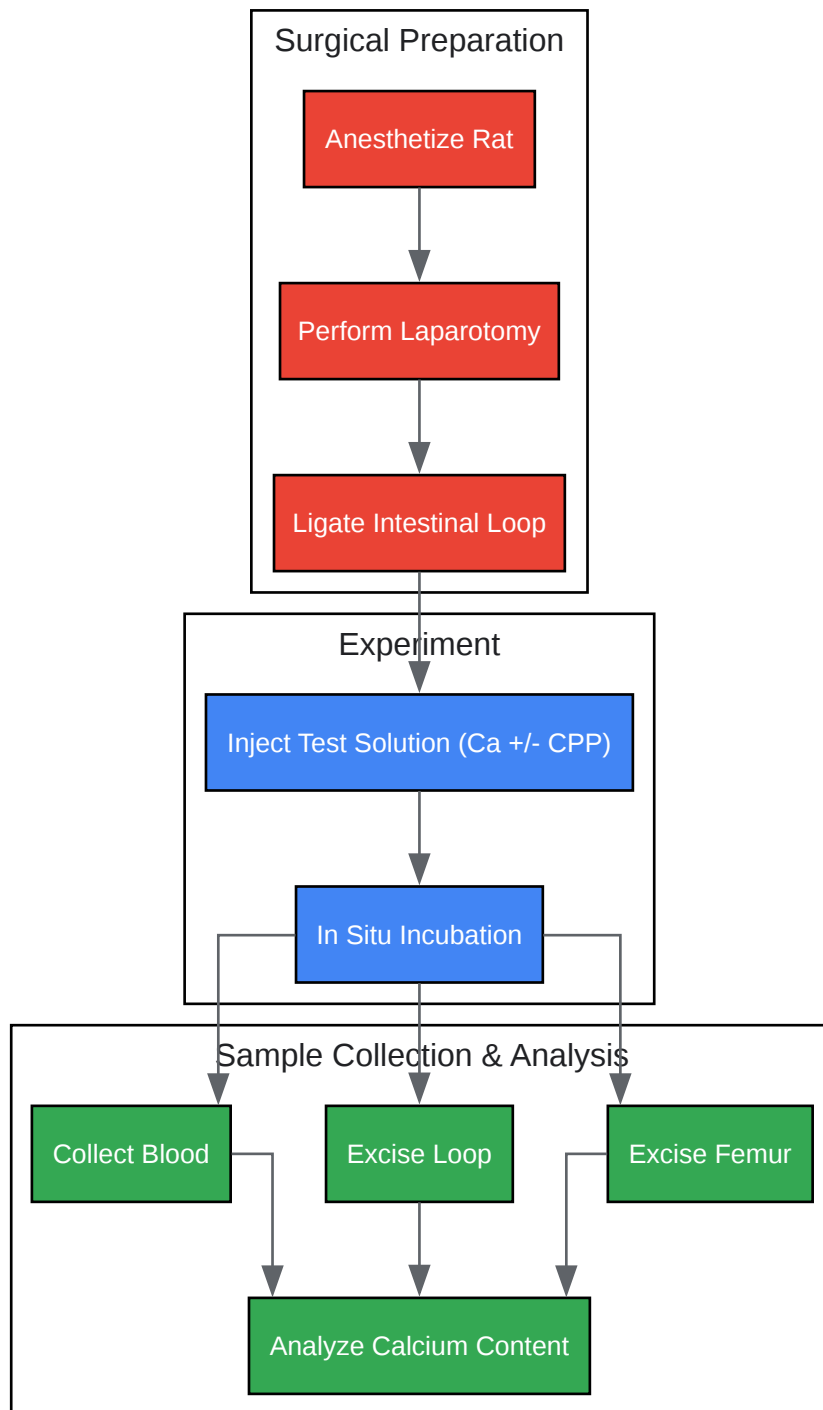 Surgical Preparation
Anesthetize Rat
Perform Laparotomy
Ligate Intestinal Loop
Experiment
Inject Test Solution (Ca +/- CPP)
In Situ Incubation
Sample Collection & Analysis
Collect Blood
Excise Loop
Excise Femur
Analyze Calcium Content